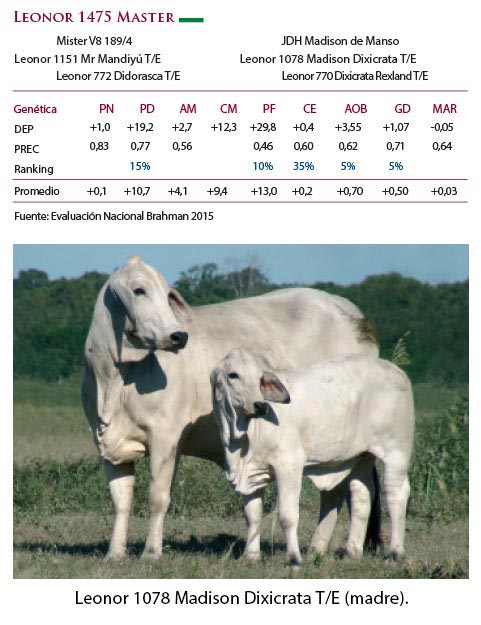 Leonor 1475 Master
Mister V8 189/4 JDH Madison de Manso
Leonor 1151 Mr Mandiyú T/E Leonor 1078 Madison Dixicrata T/E
Leonor 772 Didorasca T/E Leonor 770 Dixicrata Rexland T/E
Genética PN PD AM CM PF CE AOB GD MAR
DEP +1,0 +19,2 +2,7 +12,3 +29,8 +0,4 +3,55 +1,07 -0,05
PREC 0,83 0,77 0,56 0,46 0,60 0,62 0,71 0,64
Ranking 15% 10% 35% 5% 5%
Promedio +0,1 +10,7 +4,1 +9,4 +13,0 +0,2 +0,70 +0,50 +0,03
Fuente: Evaluación Nacional Brahman 2015
Leonor 1078 Madison Dixicrata T/E (madre).